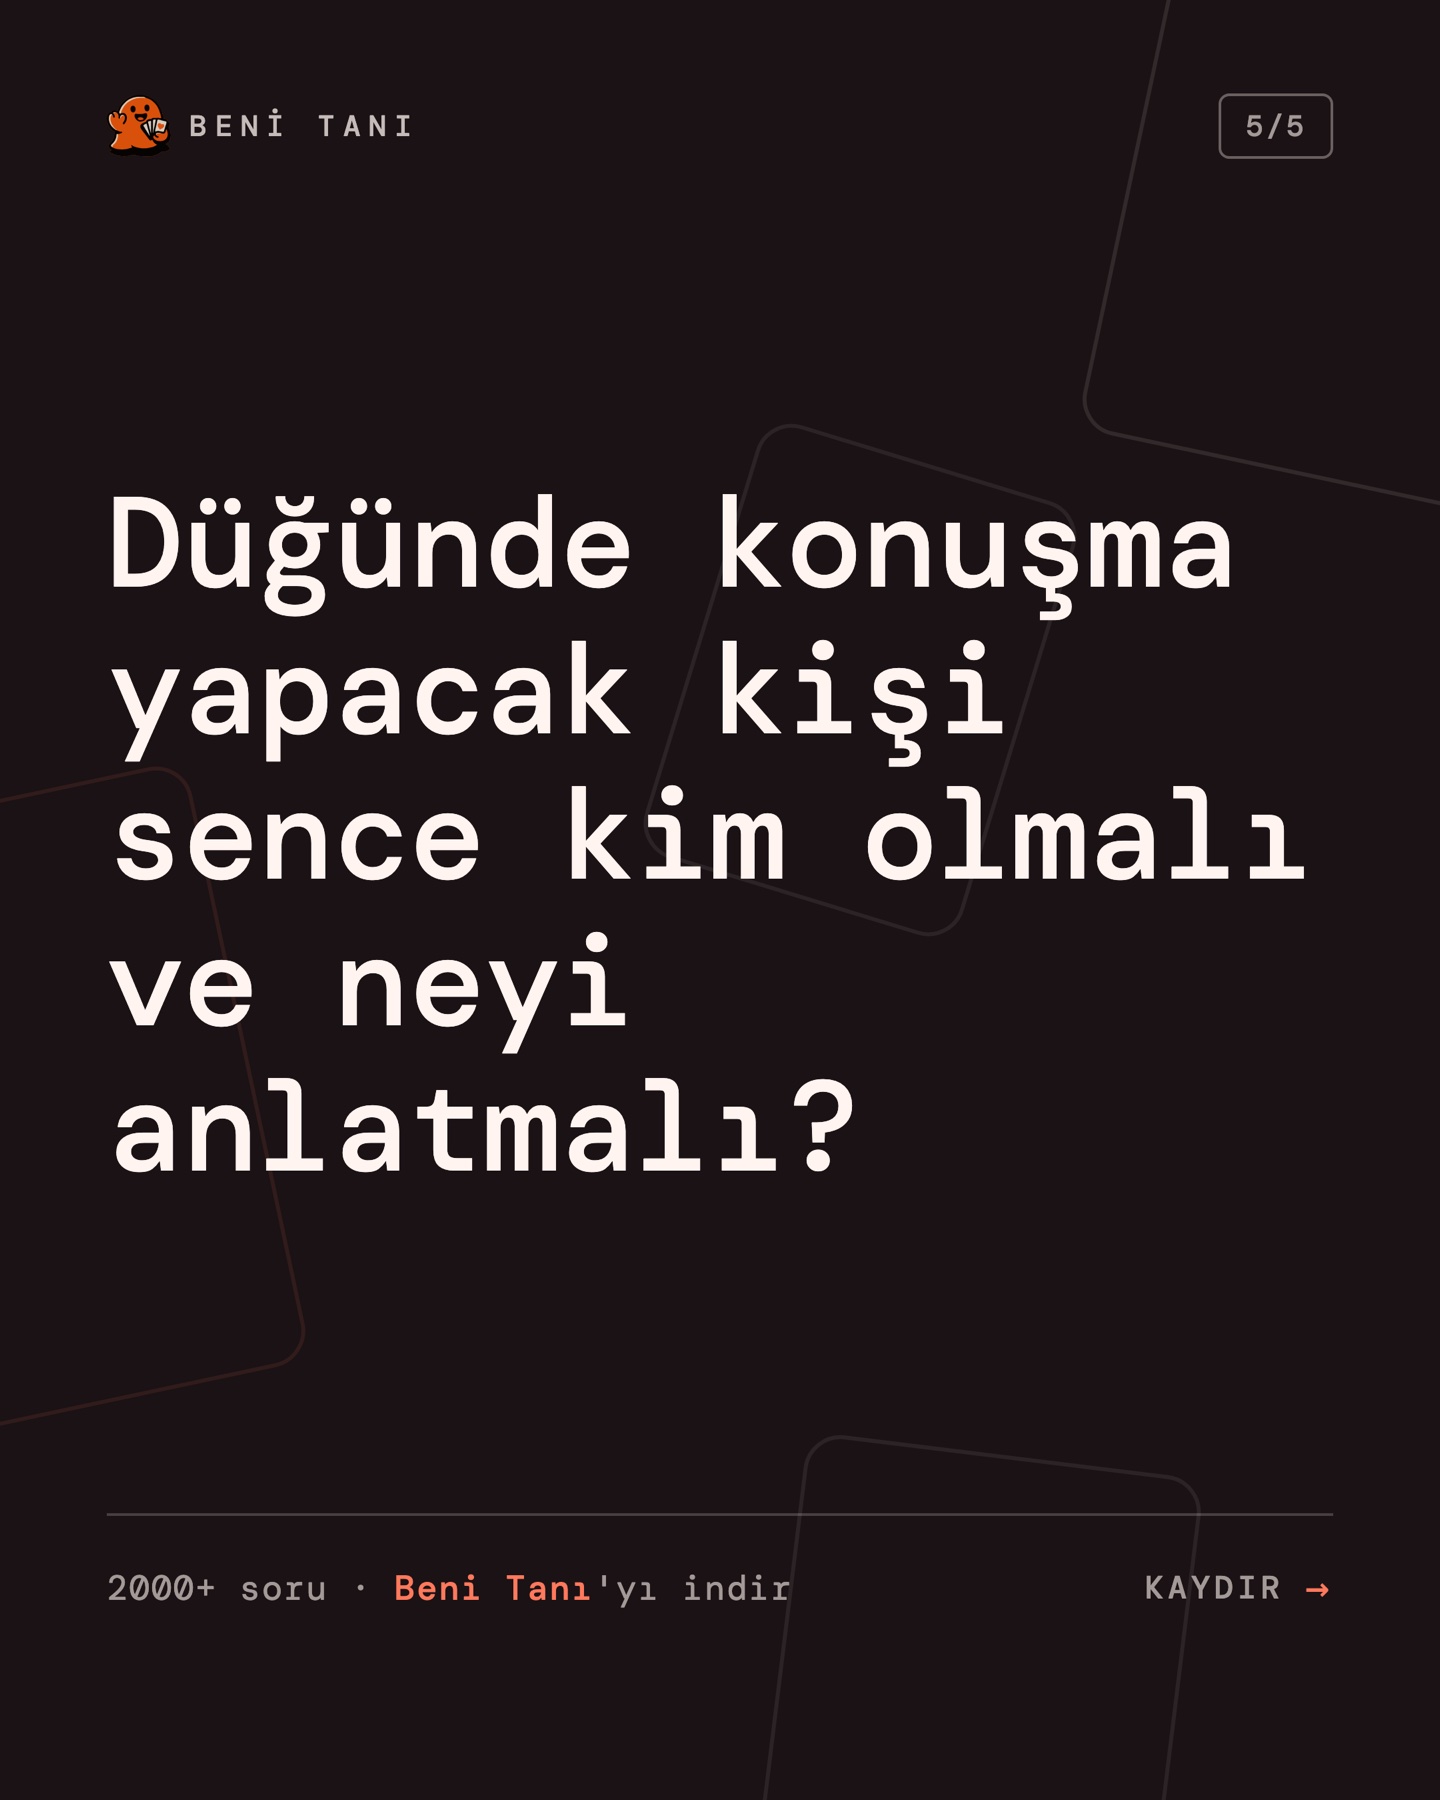 BENİ TANI
5/5
Düğünde konuşma
yapacak kişi
sence kim olmalı
ve neyi
anlatmalı?
2000+ soru · Beni Tanı'yı indir
KAYDIR →